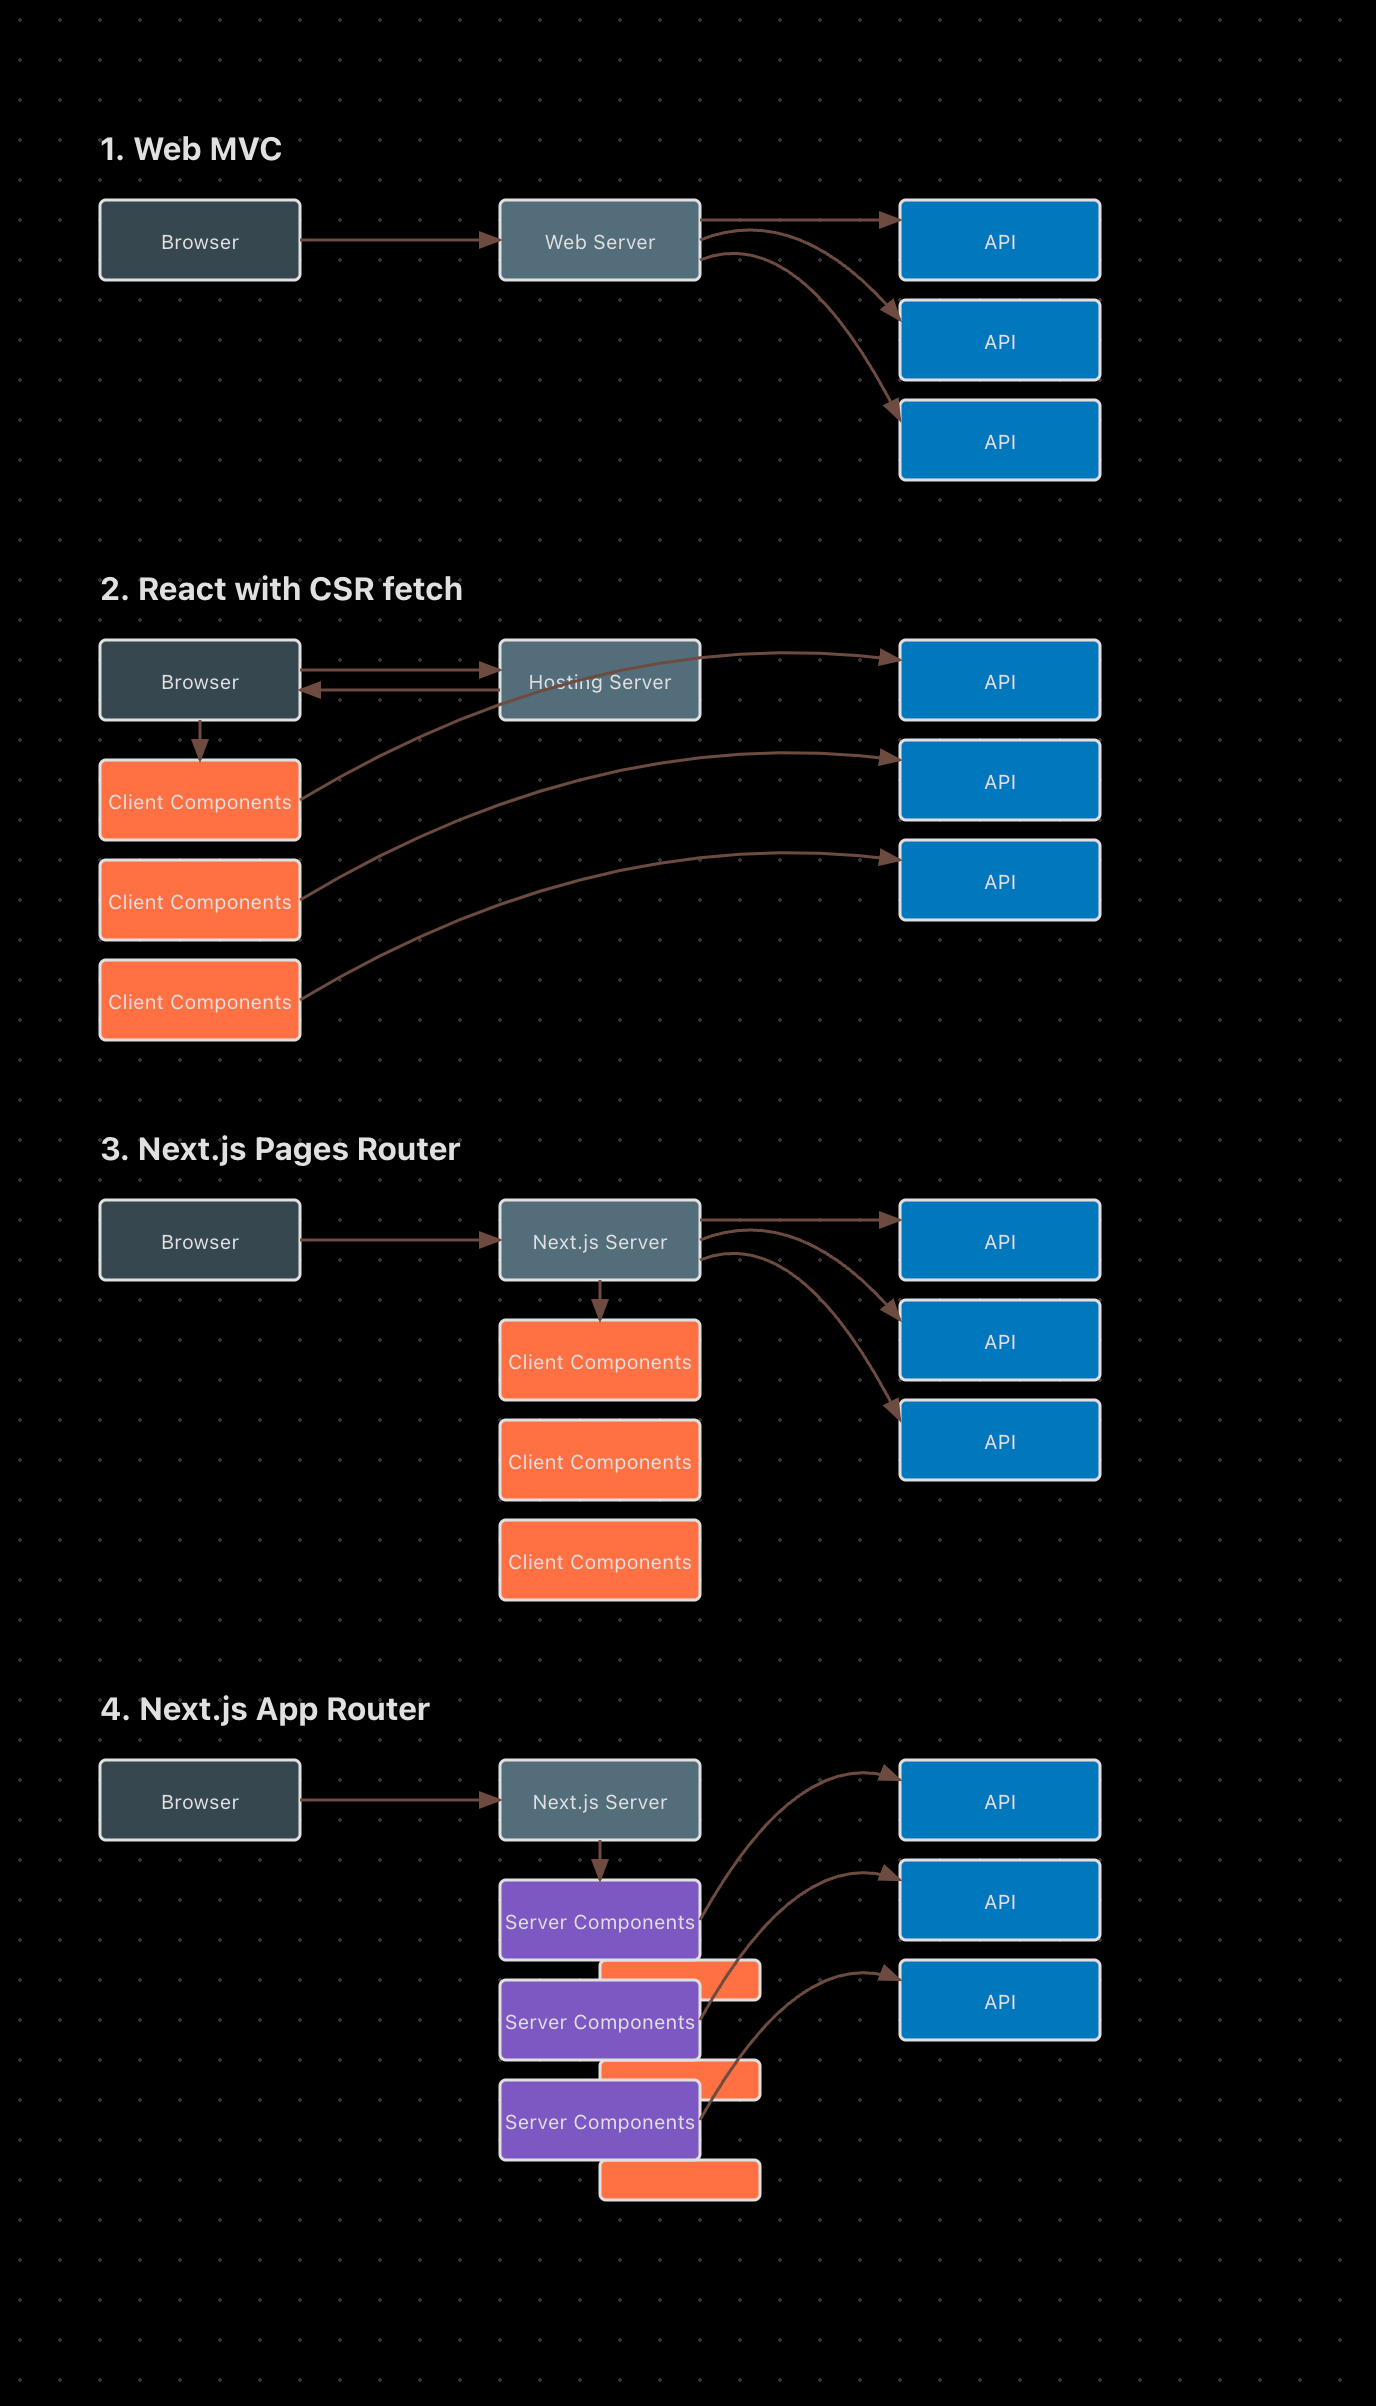 1. Web MVC
Browser
Web Server
API
API
API
2. React with CSR fetch
Browser
Hosting Server
API
Client Components
API
Client Components
API
Client Components
3. Next.js Pages Router
Browser
Next.js Server
API
Client Components
API
Client Components
API
Client Components
4. Next.js App Router
Browser
Next.js Server
API
Server Components
API
Server Components
API
Server Components